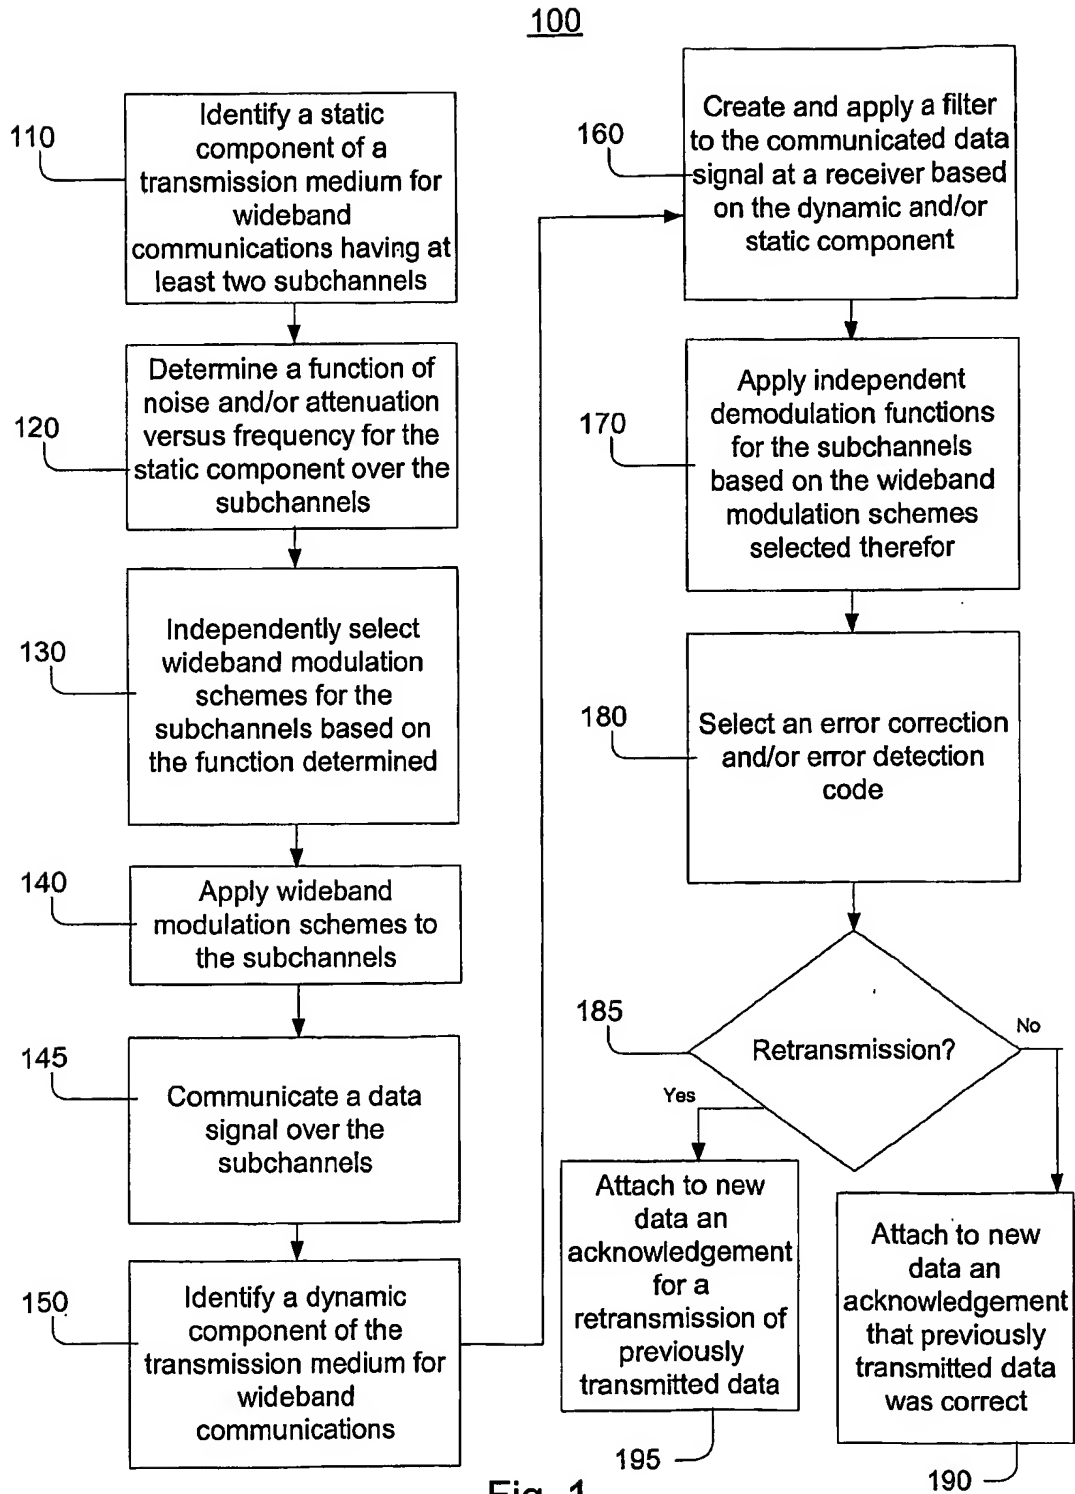 100
110
Identify a static
component of a
transmission medium for
wideband
communications having at
least two subchannels
120
Determine a function of
noise and/or attenuation
versus frequency for the
static component over the
subchannels
130
Independently select
wideband modulation
schemes for the
subchannels based on
the function determined
140
Apply wideband
modulation schemes to
the subchannels
145
Communicate a data
signal over the
subchannels
150
Identify a dynamic
component of the
transmission medium for
wideband
communications
160
Create and apply a filter
to the communicated data
signal at a receiver based
on the dynamic and/or
static component
170
Apply independent
demodulation functions
for the subchannels
based on the wideband
modulation schemes
selected therefor
180
Select an error correction
and/or error detection
code
185
Retransmission?
No
Yes
Attach to new
data an
acknowledgement
for a
retransmission of
previously
transmitted data
195
Attach to new
data an
acknowledgement
that previously
transmitted data
was correct
190
Fig. 1